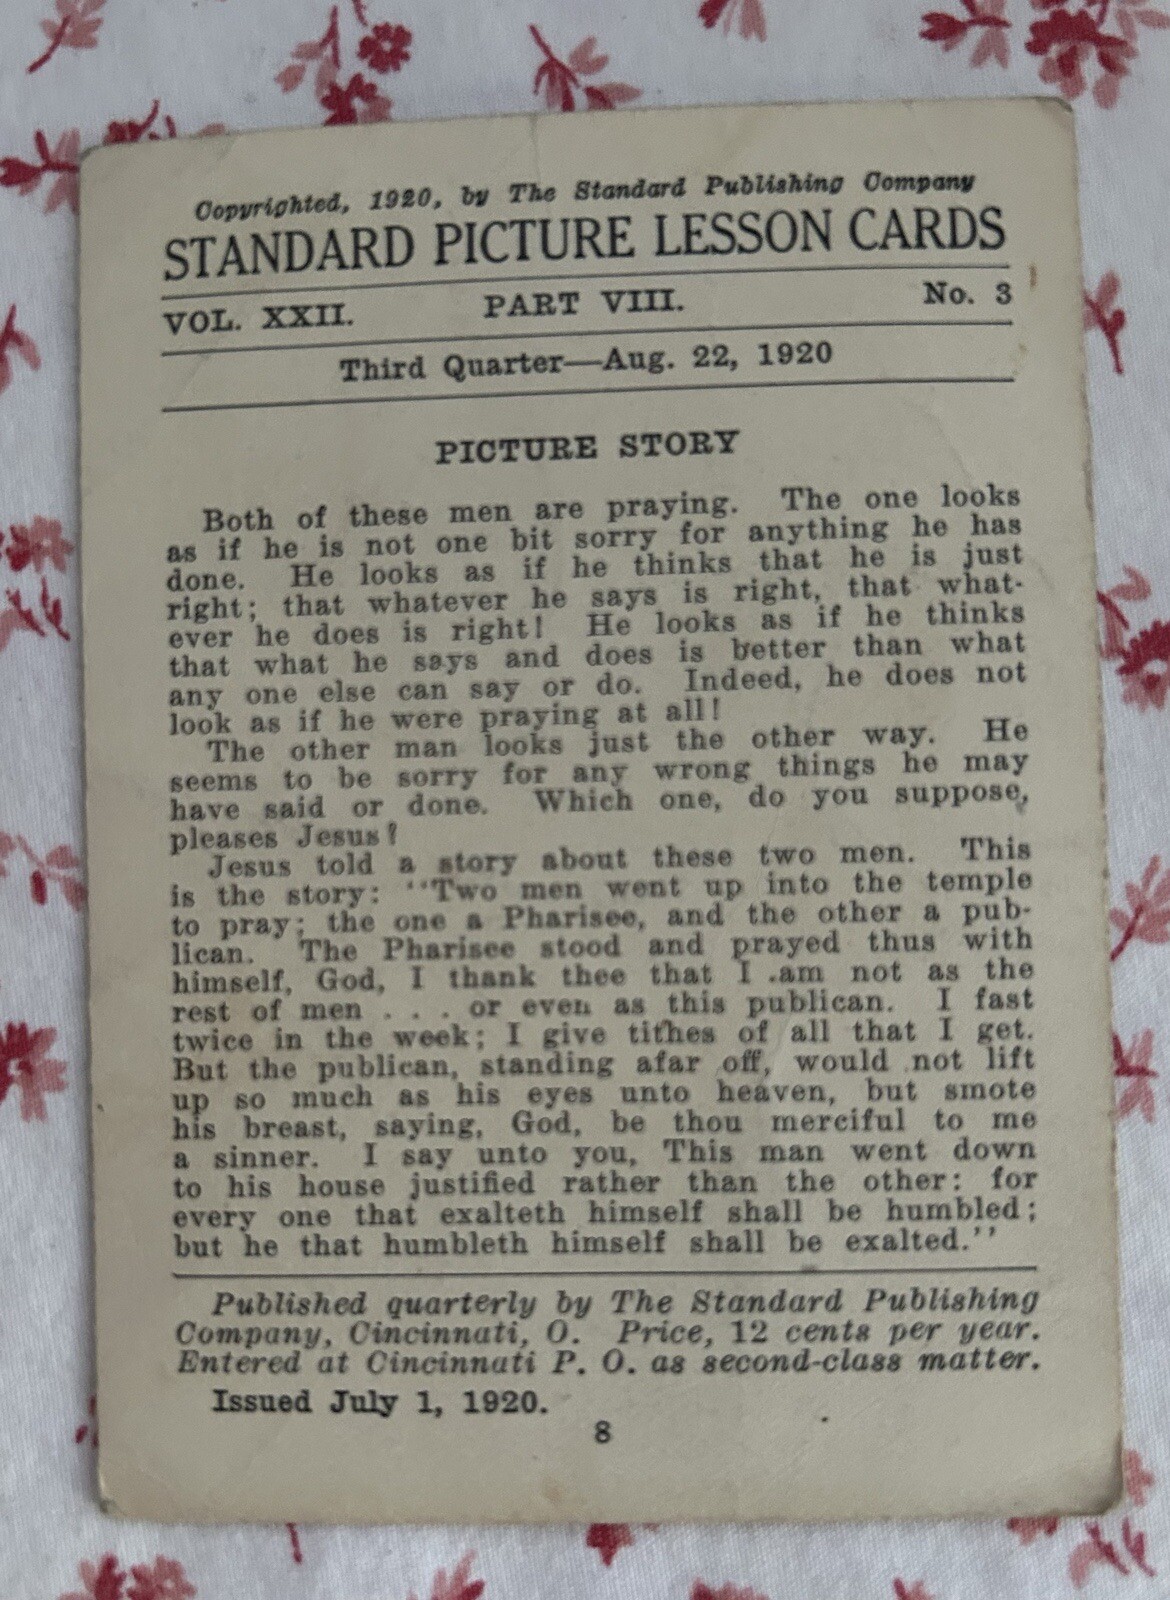 Copyrighted, 1920, by The Standard Publishing Company
STANDARD PICTURE LESSON CARDS
VOL. XXII. PART VIII. No. 3
Third Quarter—Aug. 22, 1920
PICTURE STORY
Both of these men are praying. The one looks
as if he is not one bit sorry for anything he has
done. He looks as if he thinks that he is just
right; that whatever he says is right, that what-
ever he does is right! He looks as if he thinks
that what he says and does is better than what
any one else can say or do. Indeed, he does not
look as if he were praying at all!
The other man looks just the other way. He
seems to be sorry for any wrong things he may
have said or done. Which one, do you suppose,
pleases Jesus?
Jesus told a story about these two men. This
is the story: "Two men went up into the temple
to pray; the one a Pharisee, and the other a pub-
lican. The Pharisee stood and prayed thus with
himself, God, I thank thee that I am not as the
rest of men . . . or even as this publican. I fast
twice in the week; I give tithes of all that I get.
But the publican, standing afar off, would not lift
up so much as his eyes unto heaven, but smote
his breast, saying, God, be thou merciful to me
a sinner. I say unto you, This man went down
to his house justified rather than the other: for
every one that exalteth himself shall be humbled;
but he that humbleth himself shall be exalted."
Published quarterly by The Standard Publishing
Company, Cincinnati, O. Price, 12 cents per year.
Entered at Cincinnati P. O. as second-class matter.
Issued July 1, 1920.
8